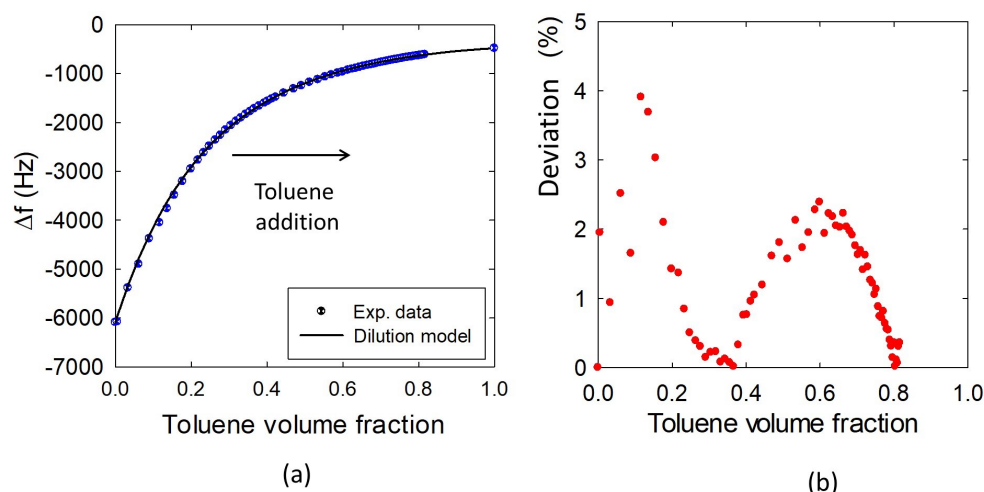 0
-1000
-2000
-3000
-4000
-5000
-6000
-7000
Δf (Hz)
Toluene
addition
Exp. data
Dilution model
0.0 0.2 0.4 0.6 0.8 1.0
Toluene volume fraction
(a)
5
4
3
2
1
0
Deviation (%)
0.0 0.2 0.4 0.6 0.8 1.0
Toluene volume fraction
(b)